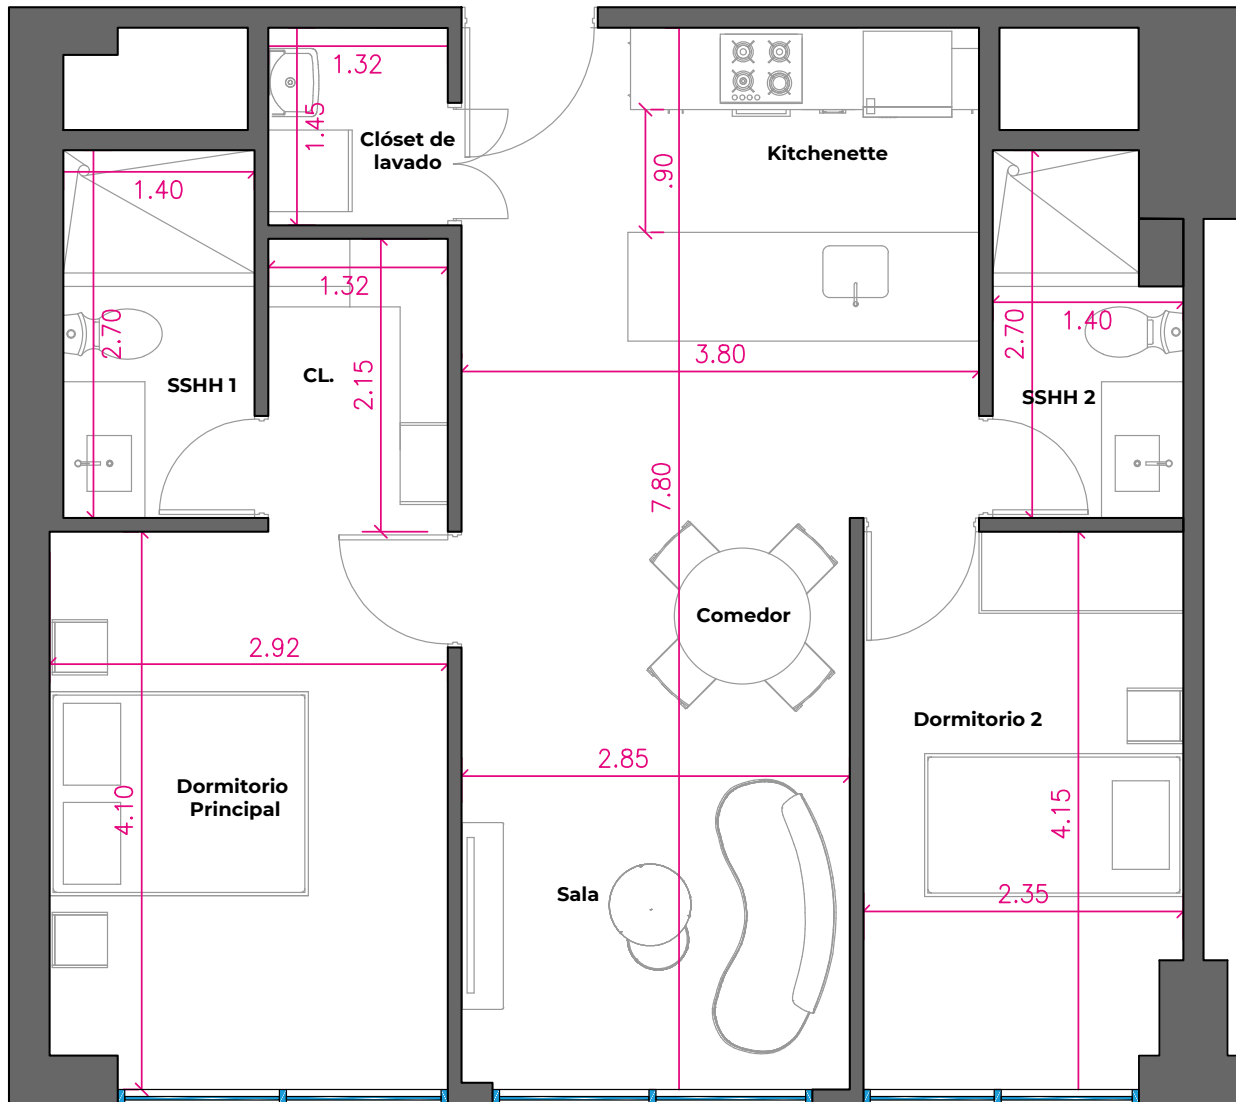 1.32
1.45
Clóset de
lavado
Kitchenette
.90
1.40
1.32
2.70
SSHH 1
CL.
2.15
3.80
2.70
1.40
SSHH 2
7.80
Comedor
2.92
Dormitorio 2
2.85
Dormitorio
Principal
4.10
4.15
Sala
2.35